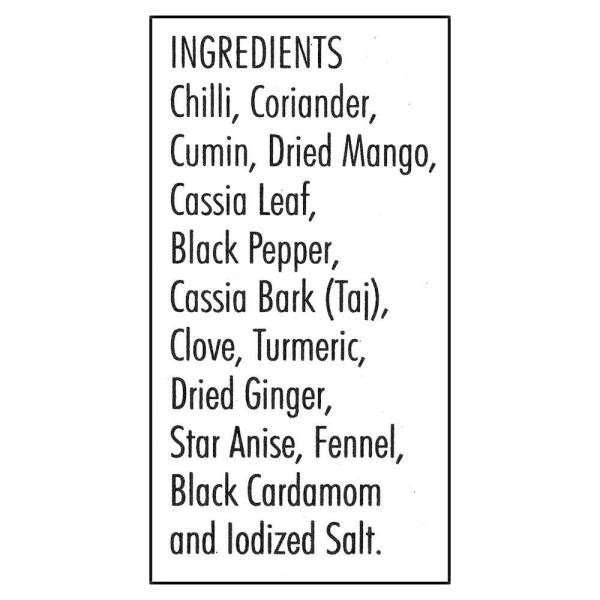 INGREDIENTS
Chilli, Coriander,
Cumin, Dried Mango,
Cassia Leaf,
Black Pepper,
Cassia Bark (Taj),
Clove, Turmeric,
Dried Ginger,
Star Anise, Fennel,
Black Cardamom
and Iodized Salt.